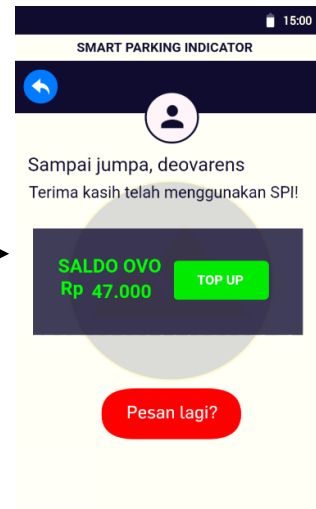 15:00
SMART PARKING INDICATOR
Sampai jumpa, deovarens
Terima kasih telah menggunakan SPI!
SALDO OVO
Rp 47.000
TOP UP
Pesan lagi?